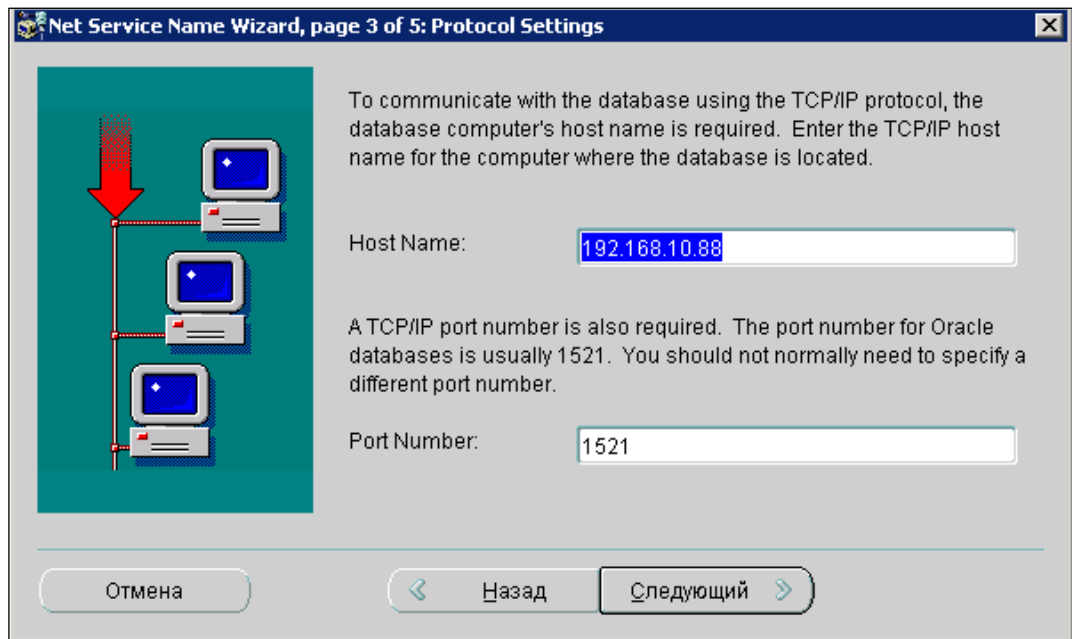 Net Service Name Wizard, page 3 of 5: Protocol Settings
To communicate with the database using the TCP/IP protocol, the
database computer's host name is required. Enter the TCP/IP host
name for the computer where the database is located.
Host Name:
192.168.10.88
A TCP/IP port number is also required. The port number for Oracle
databases is usually 1521. You should not normally need to specify a
different port number.
Port Number:
1521
Отмена
Назад
Следующий